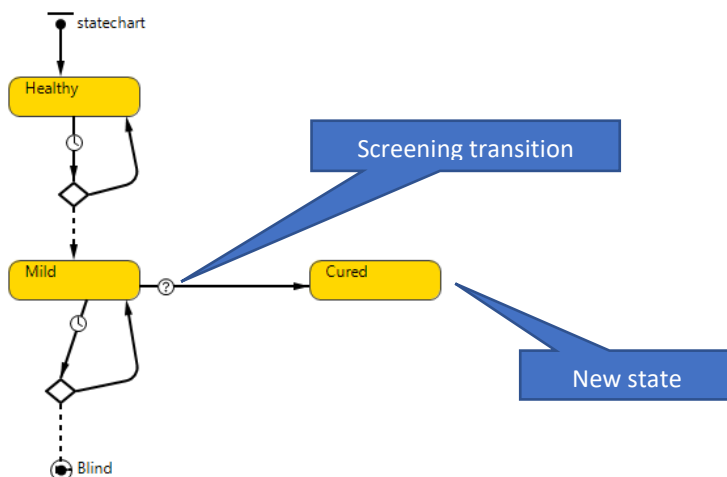 statechart
Healthy
Screening transition
Mild
?
Cured
New state
Blind